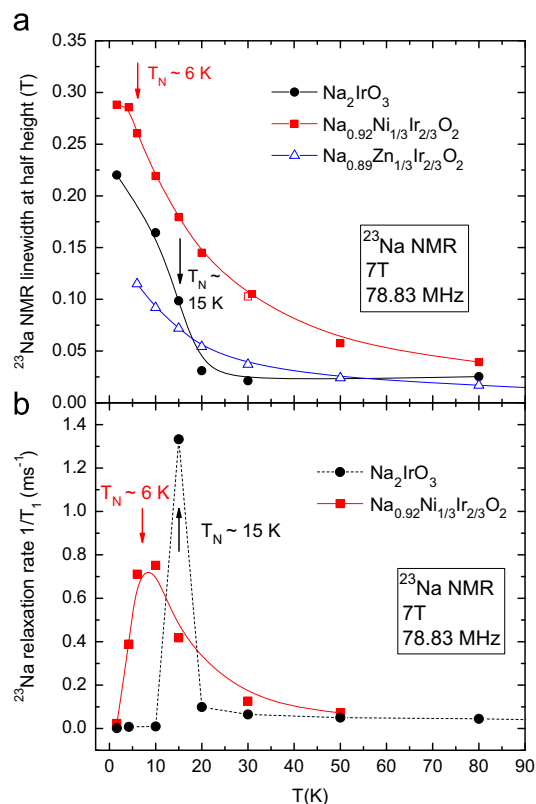 a
0.35
0.30
0.25
0.20
0.15
0.10
0.05
0.00
²³Na NMR linewidth at half height (T)
T_N ~ 6 K
Na₂IrO₃
Na₀.₉₂Ni₁/₃Ir₂/₃O₂
Na₀.₈₉Zn₁/₃Ir₂/₃O₂
T_N ~
15 K
²³Na NMR
7T
78.83 MHz
b
1.4
1.2
1.0
0.8
0.6
0.4
0.2
0.0
²³Na relaxation rate 1/T₁ (ms⁻¹)
Na₂IrO₃
Na₀.₉₂Ni₁/₃Ir₂/₃O₂
T_N ~ 6 K
T_N ~ 15 K
²³Na NMR
7T
78.83 MHz
0 10 20 30 40 50 60 70 80 90
T(K)